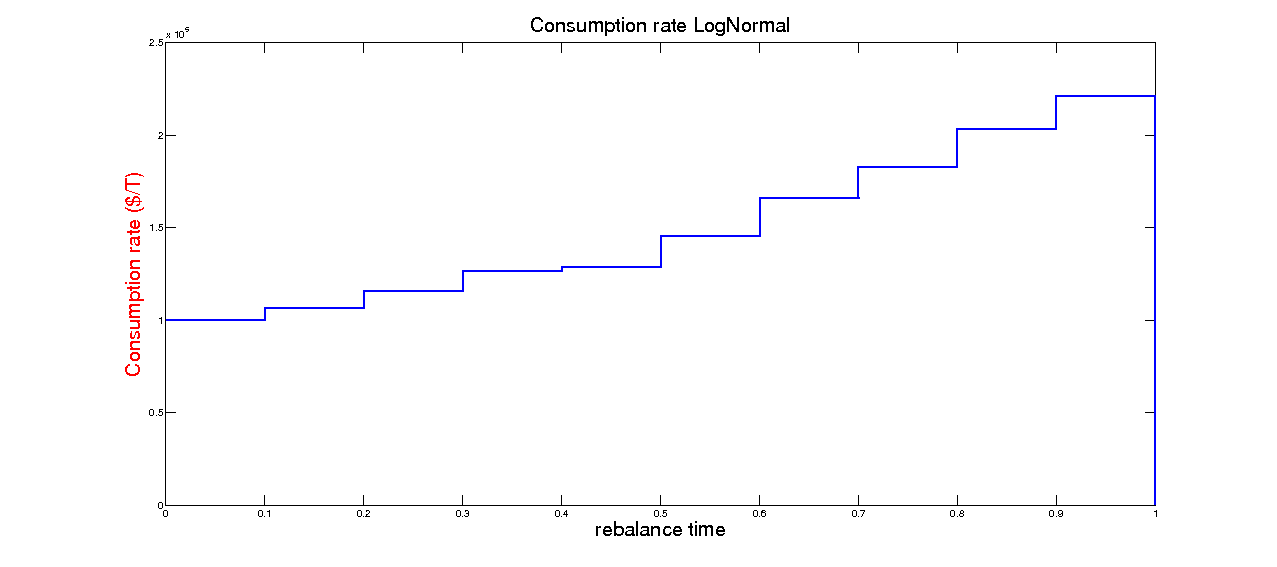 Consumption rate LogNormal
x 10^5
2.5
2
1.5
1
0.5
0
Consumption rate ($/T)
0 0.1 0.2 0.3 0.4 0.5 0.6 0.7 0.8 0.9 1
rebalance time